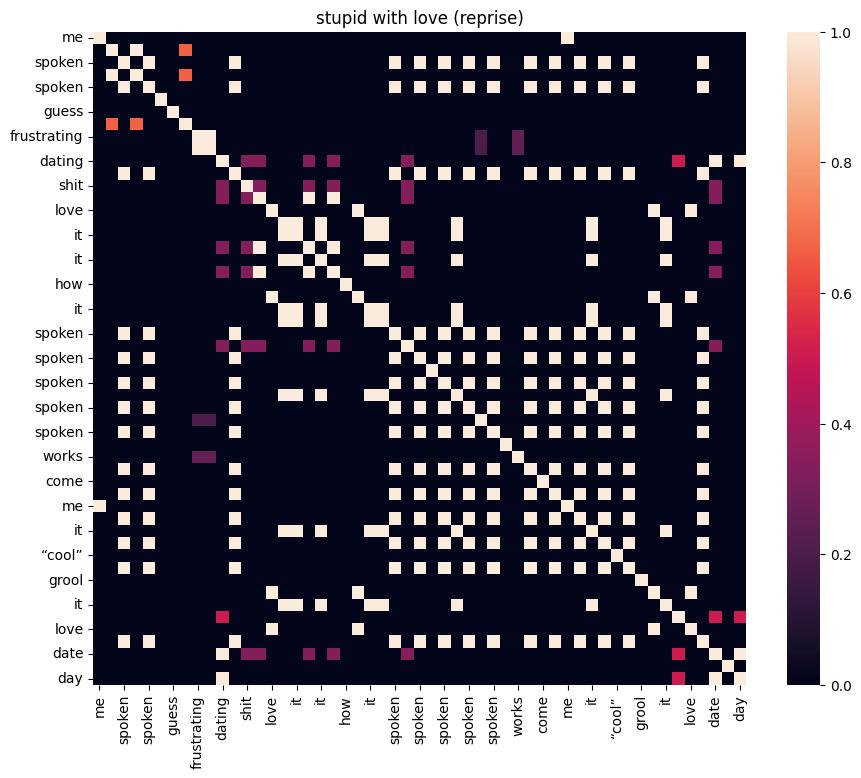 stupid with love (reprise)
me
spoken
spoken
guess
frustrating
dating
shit
love
it
it
how
it
spoken
spoken
spoken
spoken
spoken
works
come
me
it
“cool”
grool
it
love
date
day
1.0
0.8
0.6
0.4
0.2
0.0
me
spoken
spoken
guess
frustrating
dating
shit
love
it
it
how
it
spoken
spoken
spoken
spoken
spoken
works
come
me
it
“cool”
grool
it
love
date
day